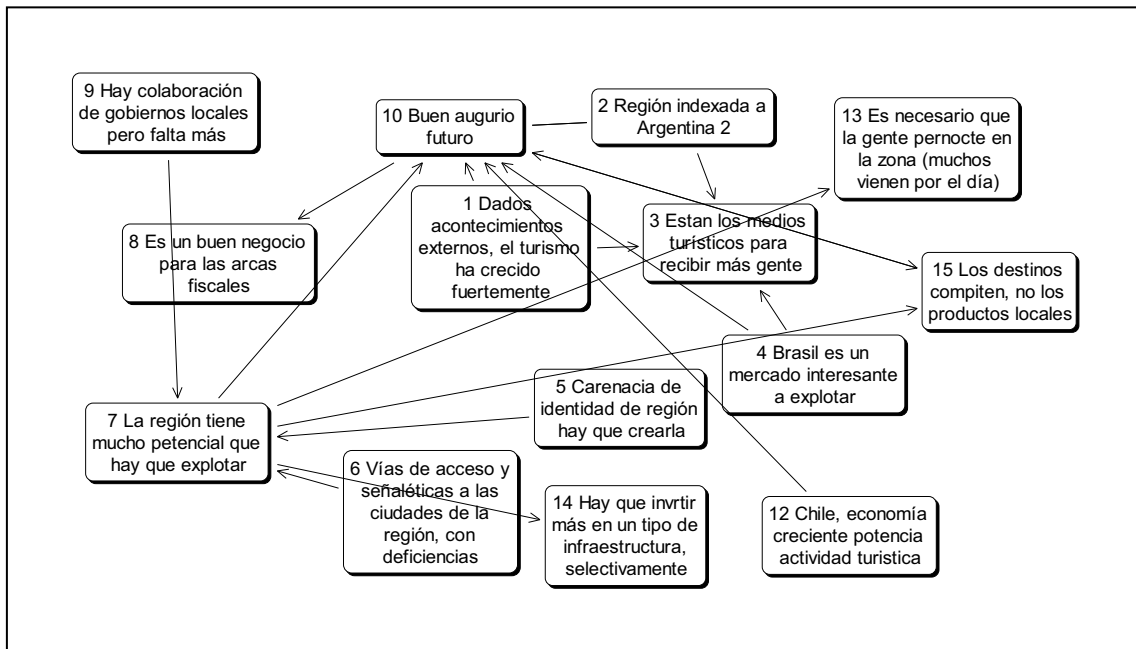 9 Hay colaboración
de gobiernos locales
pero falta más
10 Buen augurio
futuro
2 Región indexada a
Argentina 2
13 Es necesario que
la gente pernocte en
la zona (muchos
vienen por el día)
8 Es un buen negocio
para las arcas
fiscales
1 Dados
acontecimientos
externos, el turismo
ha crecido
fuertemente
3 Estan los medios
turísticos para
recibir más gente
15 Los destinos
compiten, no los
productos locales
4 Brasil es un
mercado interesante
a explotar
5 Carenacia de
identidad de región
hay que crearla
7 La región tiene
mucho petencial que
hay que explotar
6 Vías de acceso y
señaléticas a las
ciudades de la
región, con
deficiencias
14 Hay que invrtir
más en un tipo de
infraestructura,
selectivamente
12 Chile, economía
creciente potencia
actividad turistica